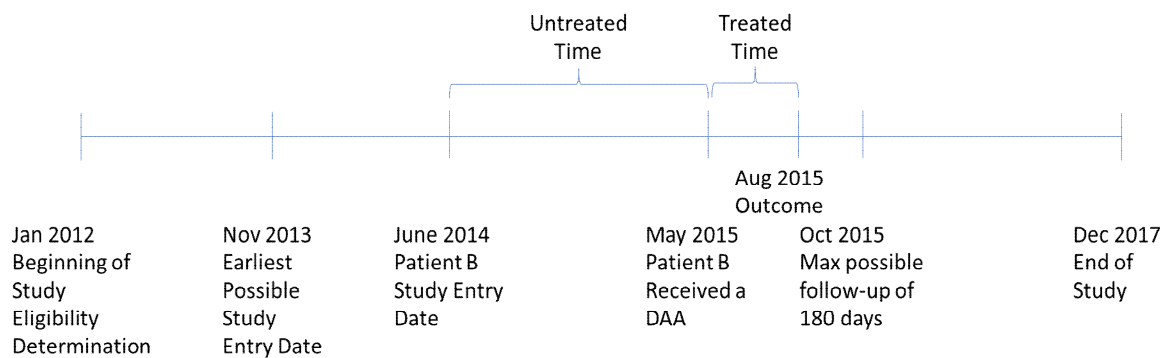 Untreated
Time
Treated
Time
Aug 2015
Outcome
Jan 2012
Beginning of
Study
Eligibility
Determination
Nov 2013
Earliest
Possible
Study
Entry Date
June 2014
Patient B
Study Entry
Date
May 2015
Patient B
Received a
DAA
Oct 2015
Max possible
follow-up of
180 days
Dec 2017
End of
Study